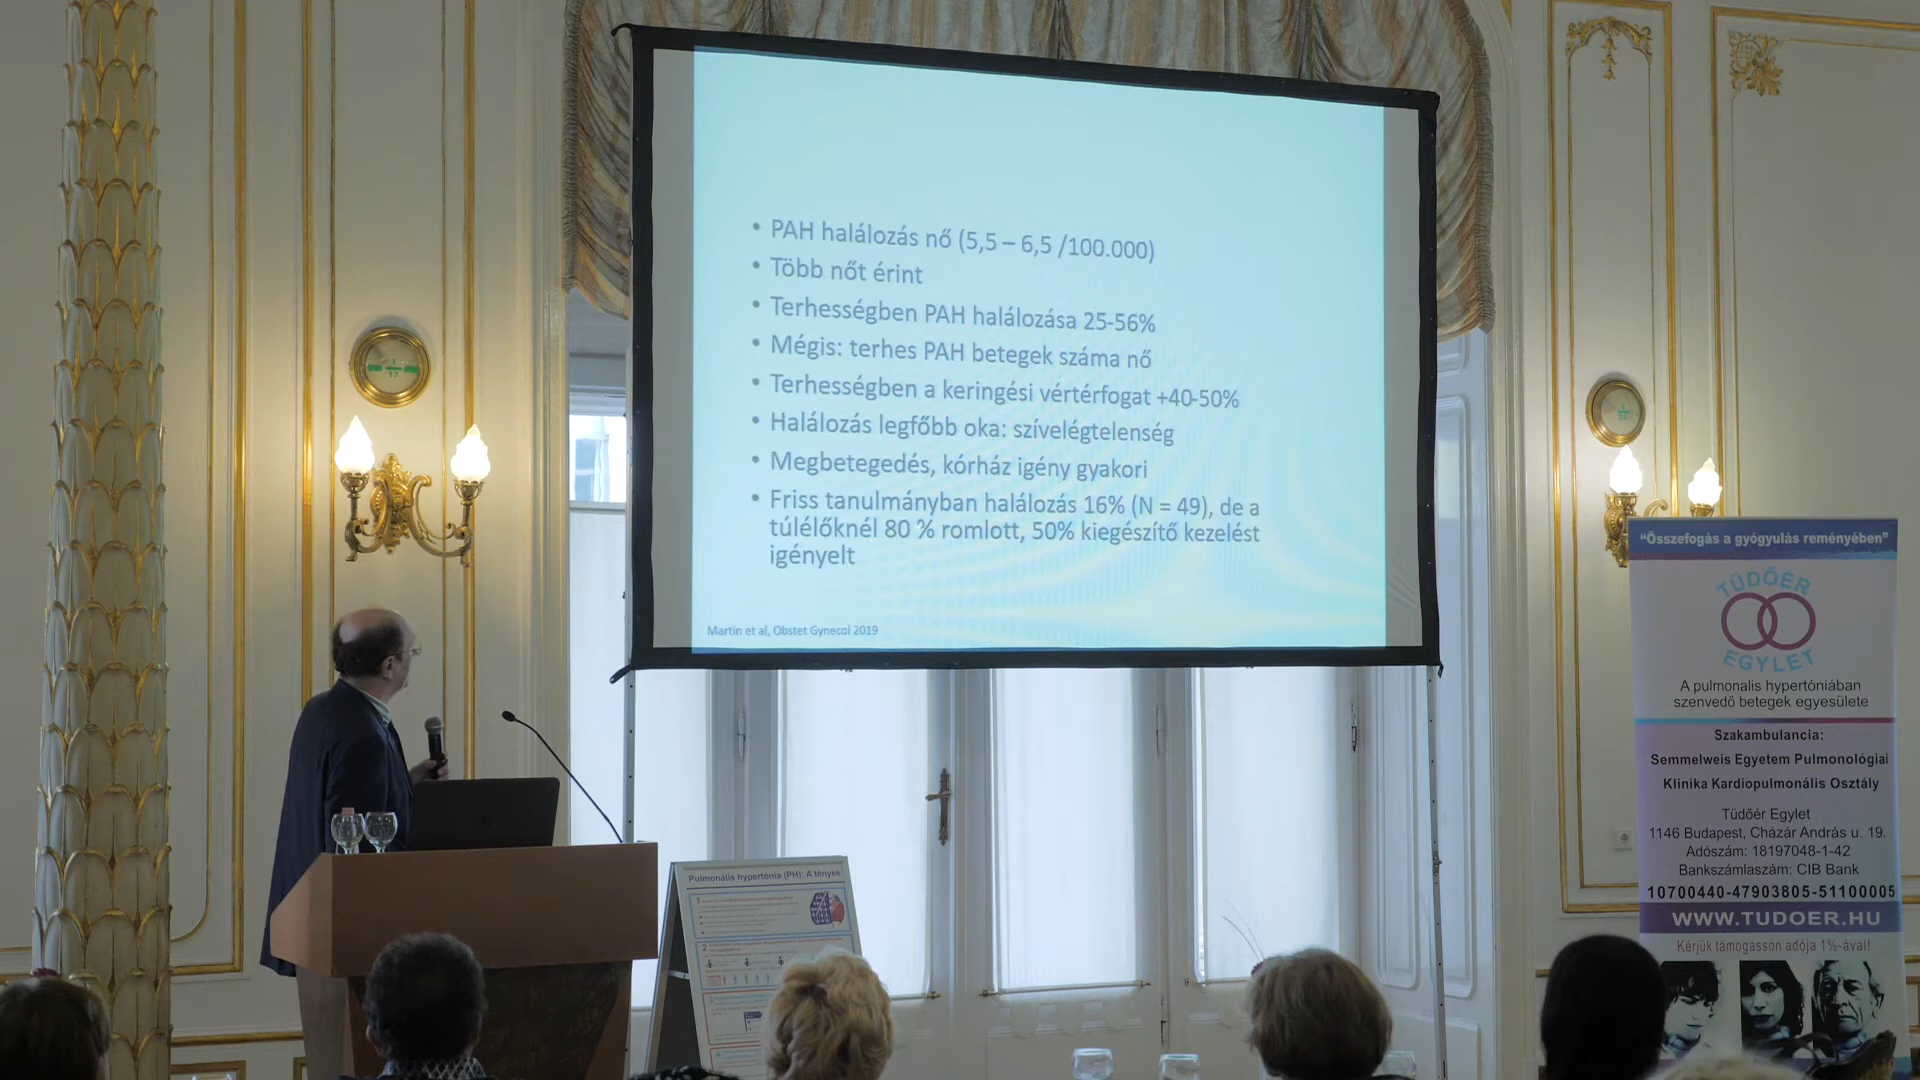 • PAH halálozás nő (5,5 – 6,5 /100.000)
• Több nőt érint
• Terhességben PAH halálozása 25-56%
• Mégis: terhes PAH betegek száma nő
• Terhességben a keringési vértérfogat +40-50%
• Halálozás legfőbb oka: szívelégtelenség
• Megbetegedés, kórház igény gyakori
• Friss tanulmányban halálozás 16% (N = 49), de a
túlélőknél 80 % romlott, 50% kiegészítő kezelést
igényelt
Martin et al, Obstet Gynecol 2019
"Összefogás a gyógyulás reményében"
TÜDŐÉR
EGYLET
A pulmonalis hypertóniában
szenvedő betegek egyesülete
Szakambulancia:
Semmelweis Egyetem Pulmonológiai
Klinika Kardiopulmonális Osztály
Tüdőér Egylet
1146 Budapest, Cházár András u. 19.
Adószám: 18197048-1-42
Bankszámlaszám: CIB Bank
10700440-47903805-51100005
WWW.TUDOER.HU
Kérjük támogasson adója 1%-ával!
Pulmonális hypertónia (PH): A tények
1
2